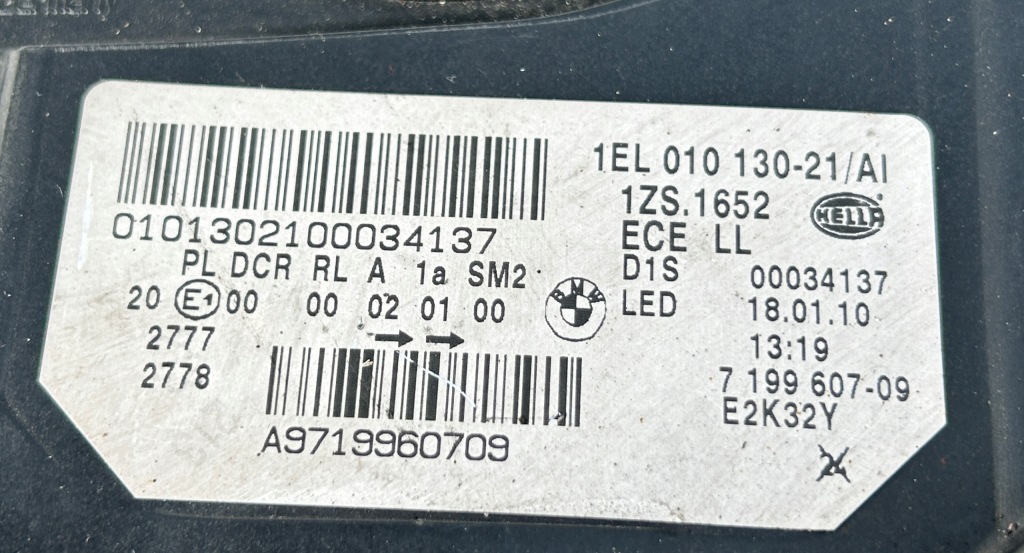 1EL 010 130-21/AI
1ZS.1652
HELLA
0101302100034137
ECE LL
PL DCR RL A 1a SM2
D1S 00034137
20 E1 00 00 02 01 00
BMW
LED 18.01.10
2777
13:19
2778
7 199 607-09
E2K32Y
A9719960709
24